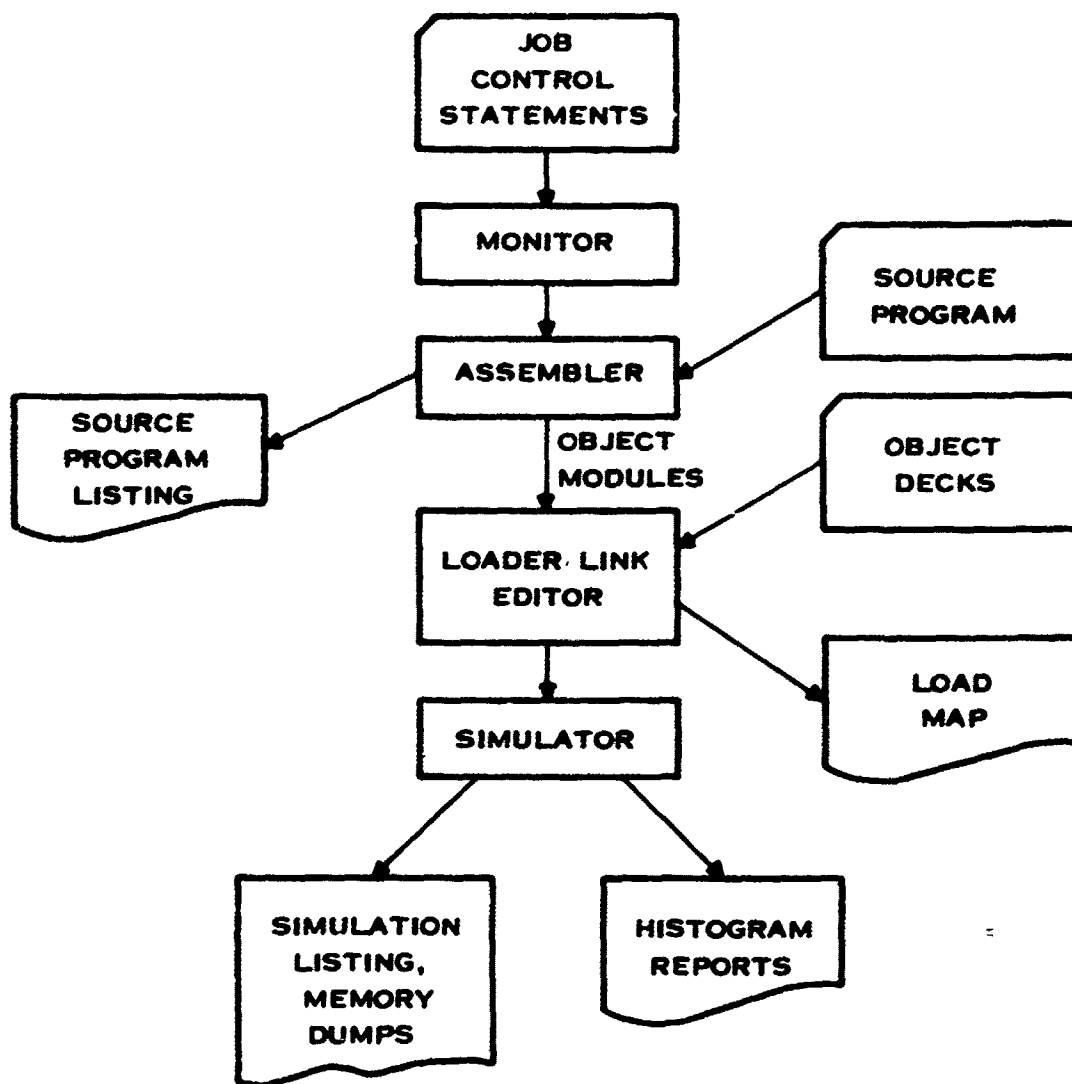 JOB
CONTROL
STATEMENTS
MONITOR
SOURCE
PROGRAM
ASSEMBLER
SOURCE
PROGRAM
LISTING
OBJECT
MODULES
OBJECT
DECKS
LOADER LINK
EDITOR
LOAD
MAP
SIMULATOR
SIMULATION
LISTING,
MEMORY
DUMPS
HISTOGRAM
REPORTS